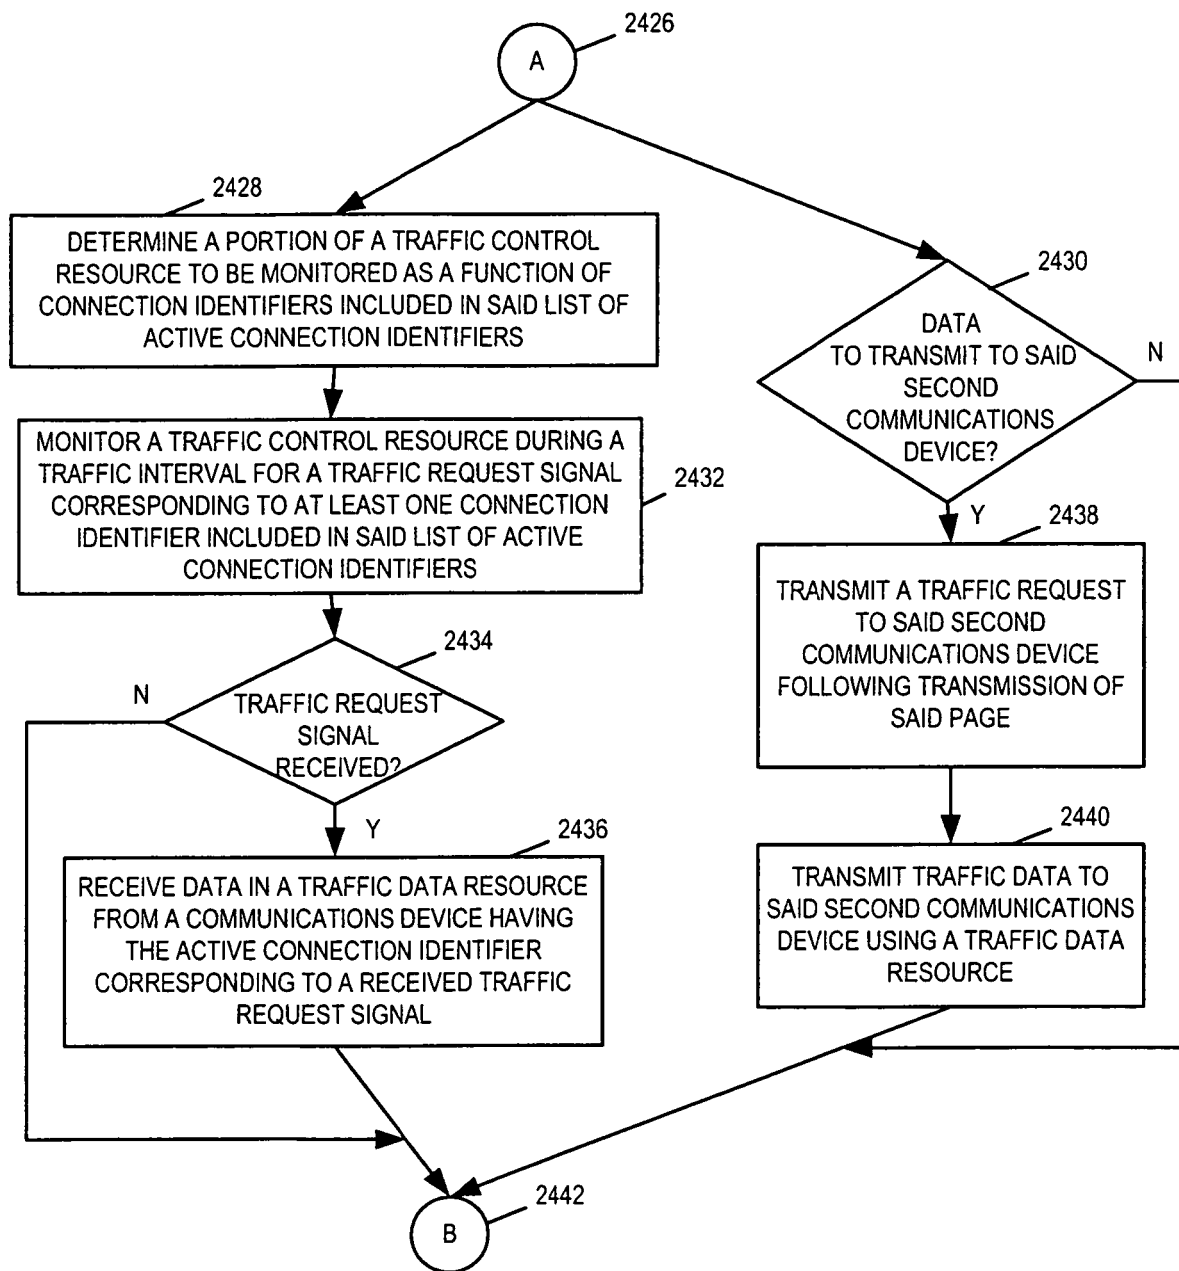 2426
A
2428
DETERMINE A PORTION OF A TRAFFIC CONTROL
RESOURCE TO BE MONITORED AS A FUNCTION OF
CONNECTION IDENTIFIERS INCLUDED IN SAID LIST OF
ACTIVE CONNECTION IDENTIFIERS
2430
DATA
TO TRANSMIT TO SAID
SECOND
COMMUNICATIONS
DEVICE?
N
Y
MONITOR A TRAFFIC CONTROL RESOURCE DURING A
TRAFFIC INTERVAL FOR A TRAFFIC REQUEST SIGNAL
CORRESPONDING TO AT LEAST ONE CONNECTION
IDENTIFIER INCLUDED IN SAID LIST OF ACTIVE
CONNECTION IDENTIFIERS
2432
2438
TRANSMIT A TRAFFIC REQUEST
TO SAID SECOND
COMMUNICATIONS DEVICE
FOLLOWING TRANSMISSION OF
SAID PAGE
2434
N
TRAFFIC REQUEST
SIGNAL
RECEIVED?
Y
2436
RECEIVE DATA IN A TRAFFIC DATA RESOURCE
FROM A COMMUNICATIONS DEVICE HAVING
THE ACTIVE CONNECTION IDENTIFIER
CORRESPONDING TO A RECEIVED TRAFFIC
REQUEST SIGNAL
2440
TRANSMIT TRAFFIC DATA TO
SAID SECOND COMMUNICATIONS
DEVICE USING A TRAFFIC DATA
RESOURCE
2442
B